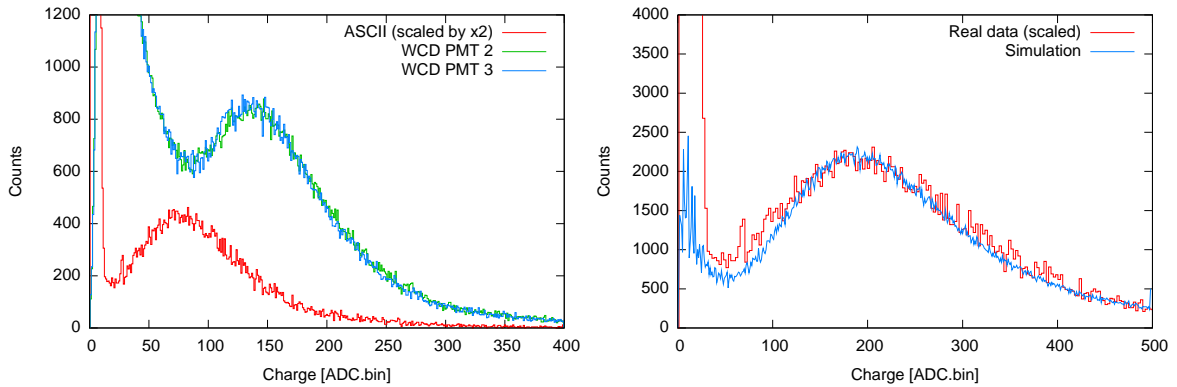 ASCII (scaled by x2)
WCD PMT 2
WCD PMT 3
1200
1000
800
600
400
200
0
Counts
0 50 100 150 200 250 300 350 400
Charge [ADC.bin]
Real data (scaled)
Simulation
4000
3500
3000
2500
2000
1500
1000
500
0
Counts
0 100 200 300 400 500
Charge [ADC.bin]